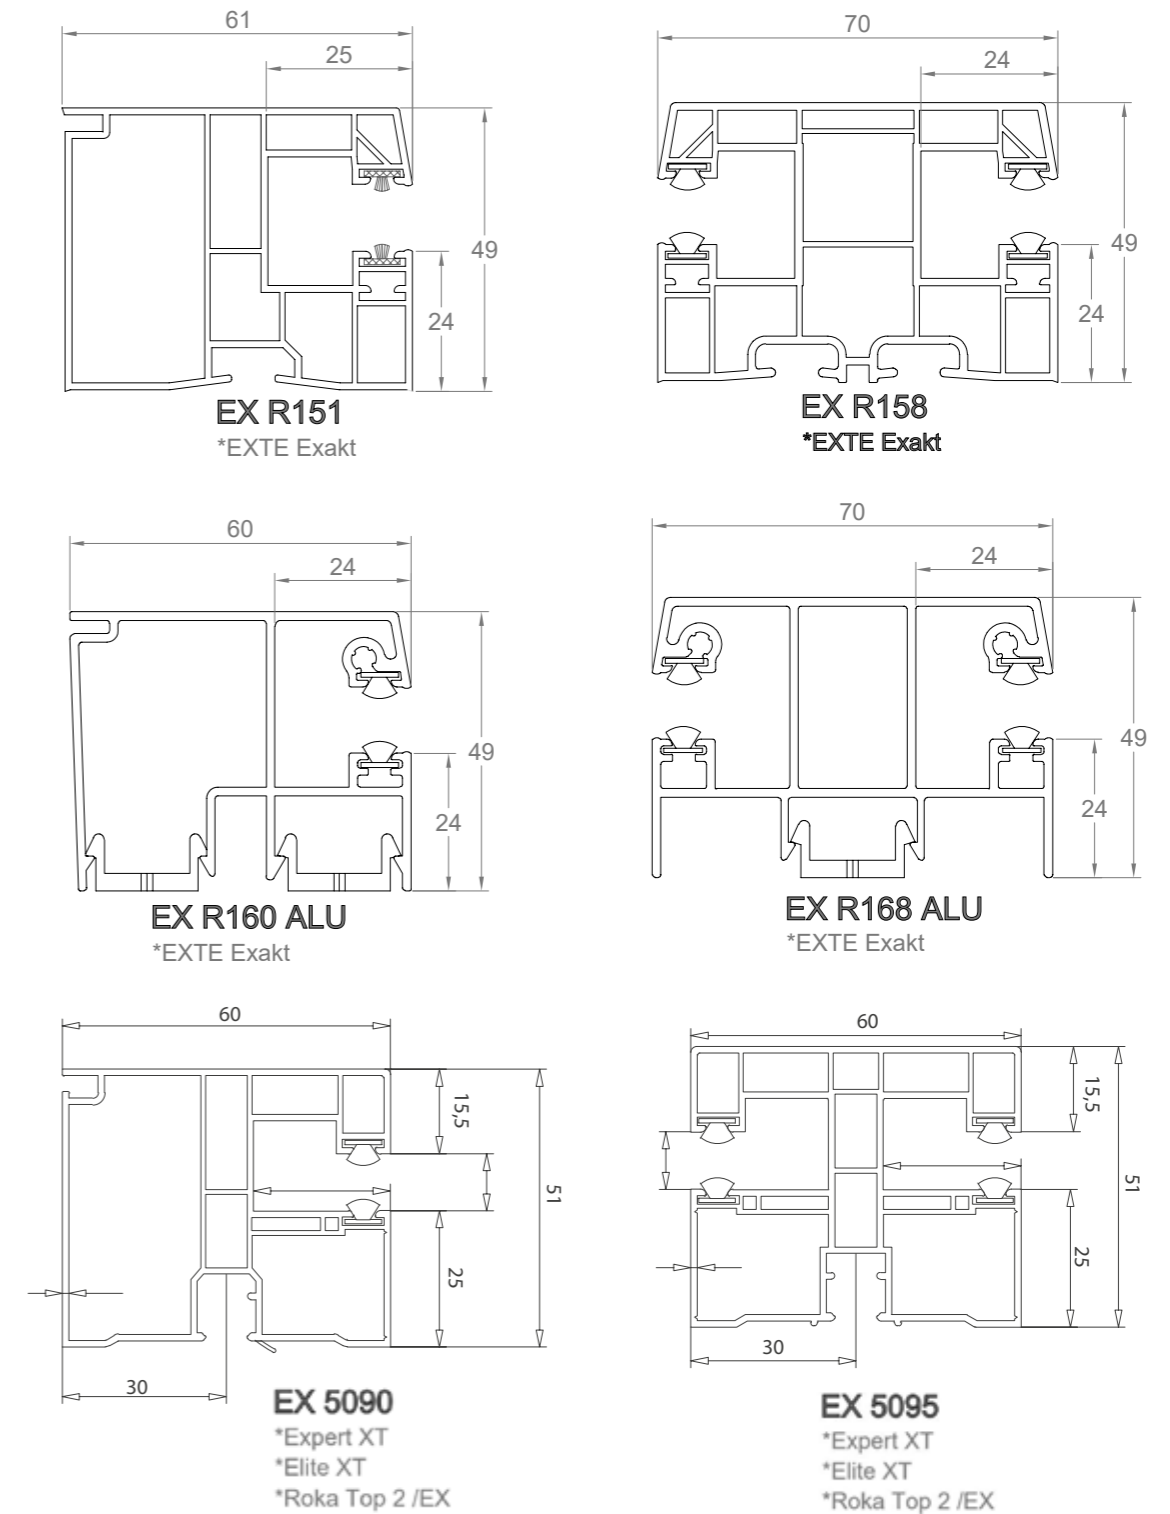 61
25
49
24
EX R151
*EXTE Exakt
70
24
49
24
EX R158
*EXTE Exakt
60
24
49
24
EX R160 ALU
*EXTE Exakt
70
24
49
24
EX R168 ALU
*EXTE Exakt
60
15,5
51
25
30
EX 5090
*Expert XT
*Elite XT
*Roka Top 2 /EX
60
15,5
51
25
30
EX 5095
*Expert XT
*Elite XT
*Roka Top 2 /EX